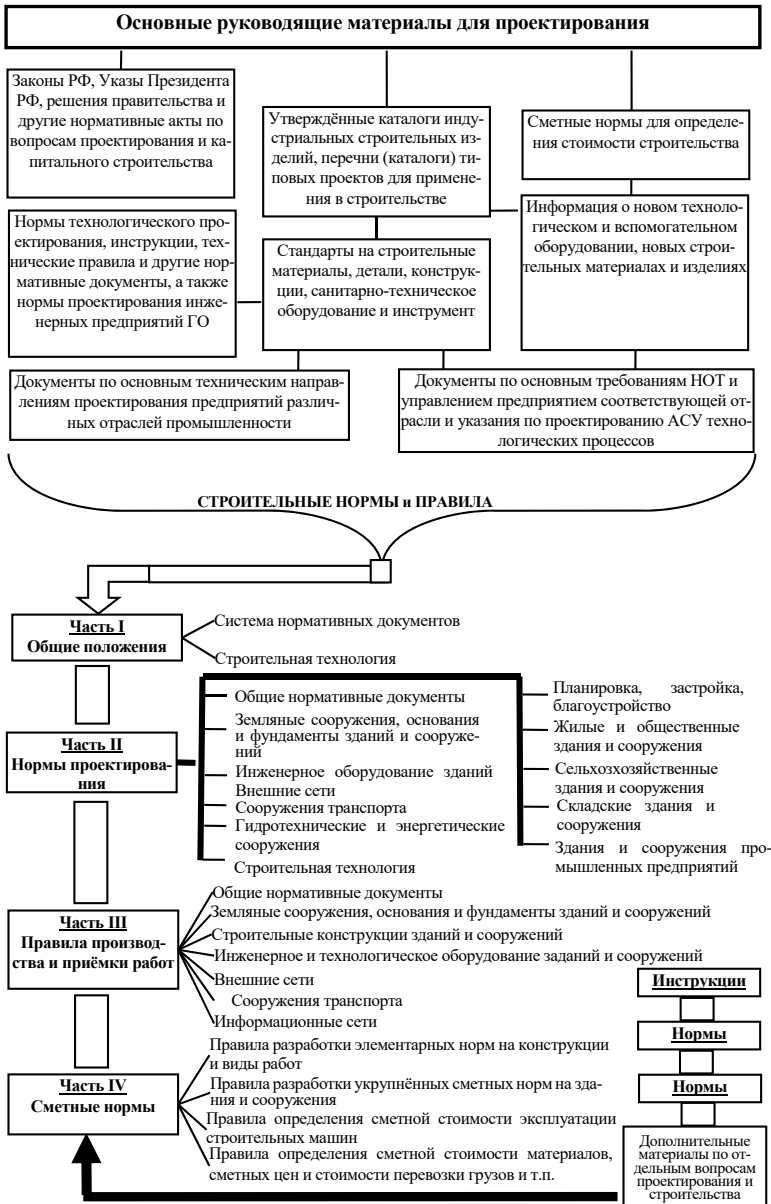 Основные руководящие материалы для проектирования
Законы РФ, Указы Президента
РФ, решения правительства и
другие нормативные акты по
вопросам проектирования и ка-
питального строительства
Утверждённые каталоги инду-
стриальных строительных из-
делий, перечни (каталоги) ти-
повых проектов для применения
в строительстве
Сметные нормы для определе-
ния стоимости строительства
Нормы технологического про-
ектирования, инструкции, тех-
нические правила и другие нор-
мативные документы, а также
нормы проектирования инже-
нерных предприятий ГО
Стандарты на строительные
материалы, детали, конструк-
ции, санитарно-техническое
оборудование и инструмент
Информация о новом техноло-
гическом и вспомогательном
оборудовании, новых строи-
тельных материалах и изделиях
Документы по основным техническим направ-
лениям проектирования предприятий различ-
ных отраслей промышленности
Документы по основным требованиям НОТ и
управлением предприятием соответствующей от-
расли и указания по проектированию АСУ техно-
логических процессов
СТРОИТЕЛЬНЫЕ НОРМЫ и ПРАВИЛА
Часть I
Общие положения
Система нормативных документов
Строительная технология
Часть II
Нормы проектирова-
ния
Общие нормативные документы
Земляные сооружения, основания
и фундаменты зданий и сооруже-
ний
Инженерное оборудование зданий
Внешние сети
Сооружения транспорта
Гидротехнические и энергетические
сооружения
Строительная технология
Планировка, застройка,
благоустройство
Жилые и общественные
здания и сооружения
Сельхозхозяйственные
здания и сооружения
Складские здания и
сооружения
Здания и сооружения про-
мышленных предприятий
Часть III
Правила производ-
ства и приёмки работ
Общие нормативные документы
Земляные сооружения, основания и фундаменты зданий и сооружений
Строительные конструкции зданий и сооружений
Инженерное и технологическое оборудование заданий и сооружений
Внешние сети
Сооружения транспорта
Информационные сети
Часть IV
Сметные нормы
Правила разработки элементарных норм на конструкции
и виды работ
Правила разработки укрупнённых сметных норм на зда-
ния и сооружения
Правила определения сметной стоимости эксплуатации
строительных машин
Правила определения сметной стоимости материалов,
сметных цен и стоимости перевозки грузов и т.п.
Инструкции
Нормы
Нормы
Дополнительные
материалы по от-
дельным вопросам
проектирования и
строительства